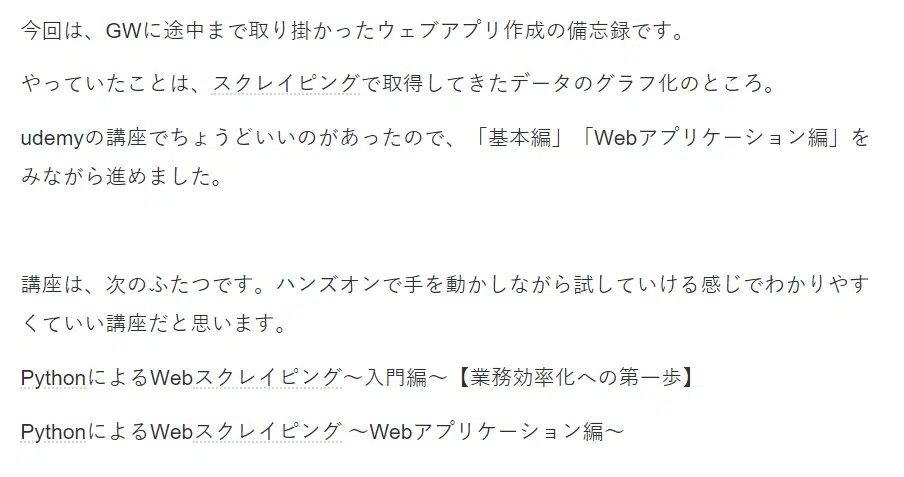 今回は、GWに途中まで取り掛かったウェブアプリ作成の備忘録です。
やっていたことは、スクレイピングで取得してきたデータのグラフ化のところ。
udemyの講座でちょうどいいのがあったので、「基本編」「Webアプリケーション編」を
みながら進めました。
講座は、次のふたつです。ハンズオンで手を動かしながら試していける感じでわかりやす
くていい講座だと思います。
PythonによるWebスクレイピング〜入門編〜【業務効率化への第一歩】
PythonによるWebスクレイピング 〜Webアプリケーション編〜